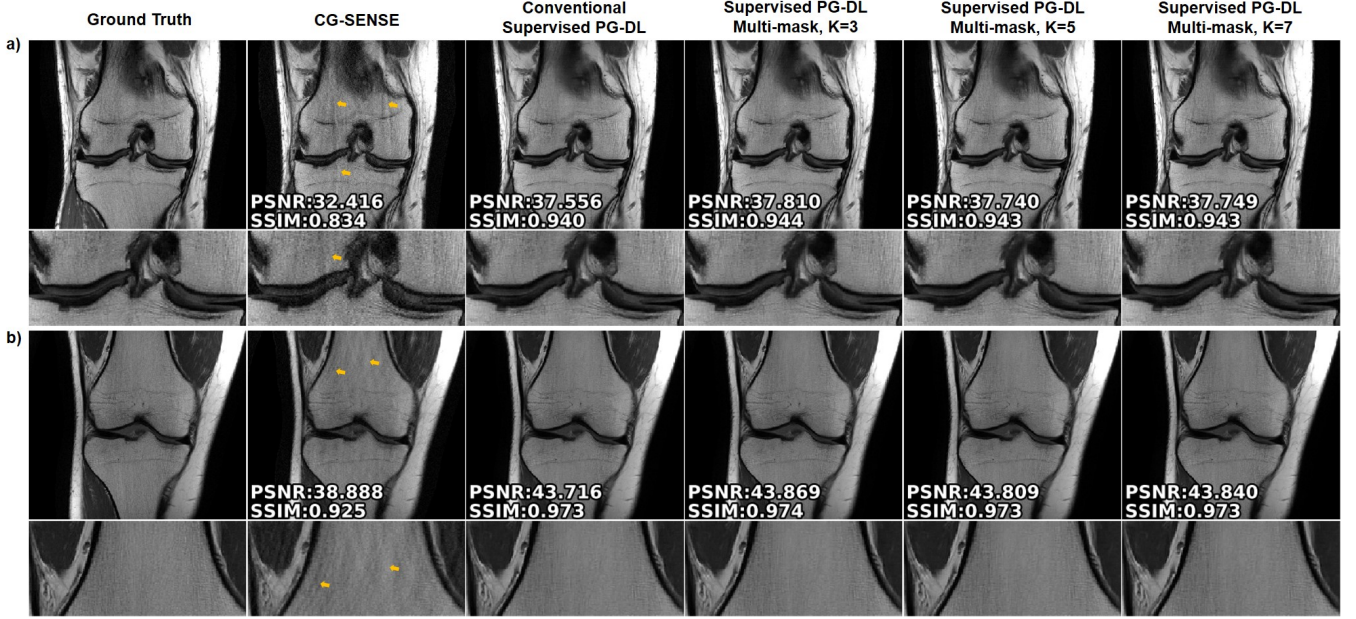 Ground Truth
CG-SENSE
Conventional
Supervised PG-DL
Supervised PG-DL
Multi-mask, K=3
Supervised PG-DL
Multi-mask, K=5
Supervised PG-DL
Multi-mask, K=7
a)
PSNR:32.416
SSIM:0.834
PSNR:37.556
SSIM:0.940
PSNR:37.810
SSIM:0.944
PSNR:37.740
SSIM:0.943
PSNR:37.749
SSIM:0.943
b)
PSNR:38.888
SSIM:0.925
PSNR:43.716
SSIM:0.973
PSNR:43.869
SSIM:0.974
PSNR:43.809
SSIM:0.973
PSNR:43.840
SSIM:0.973